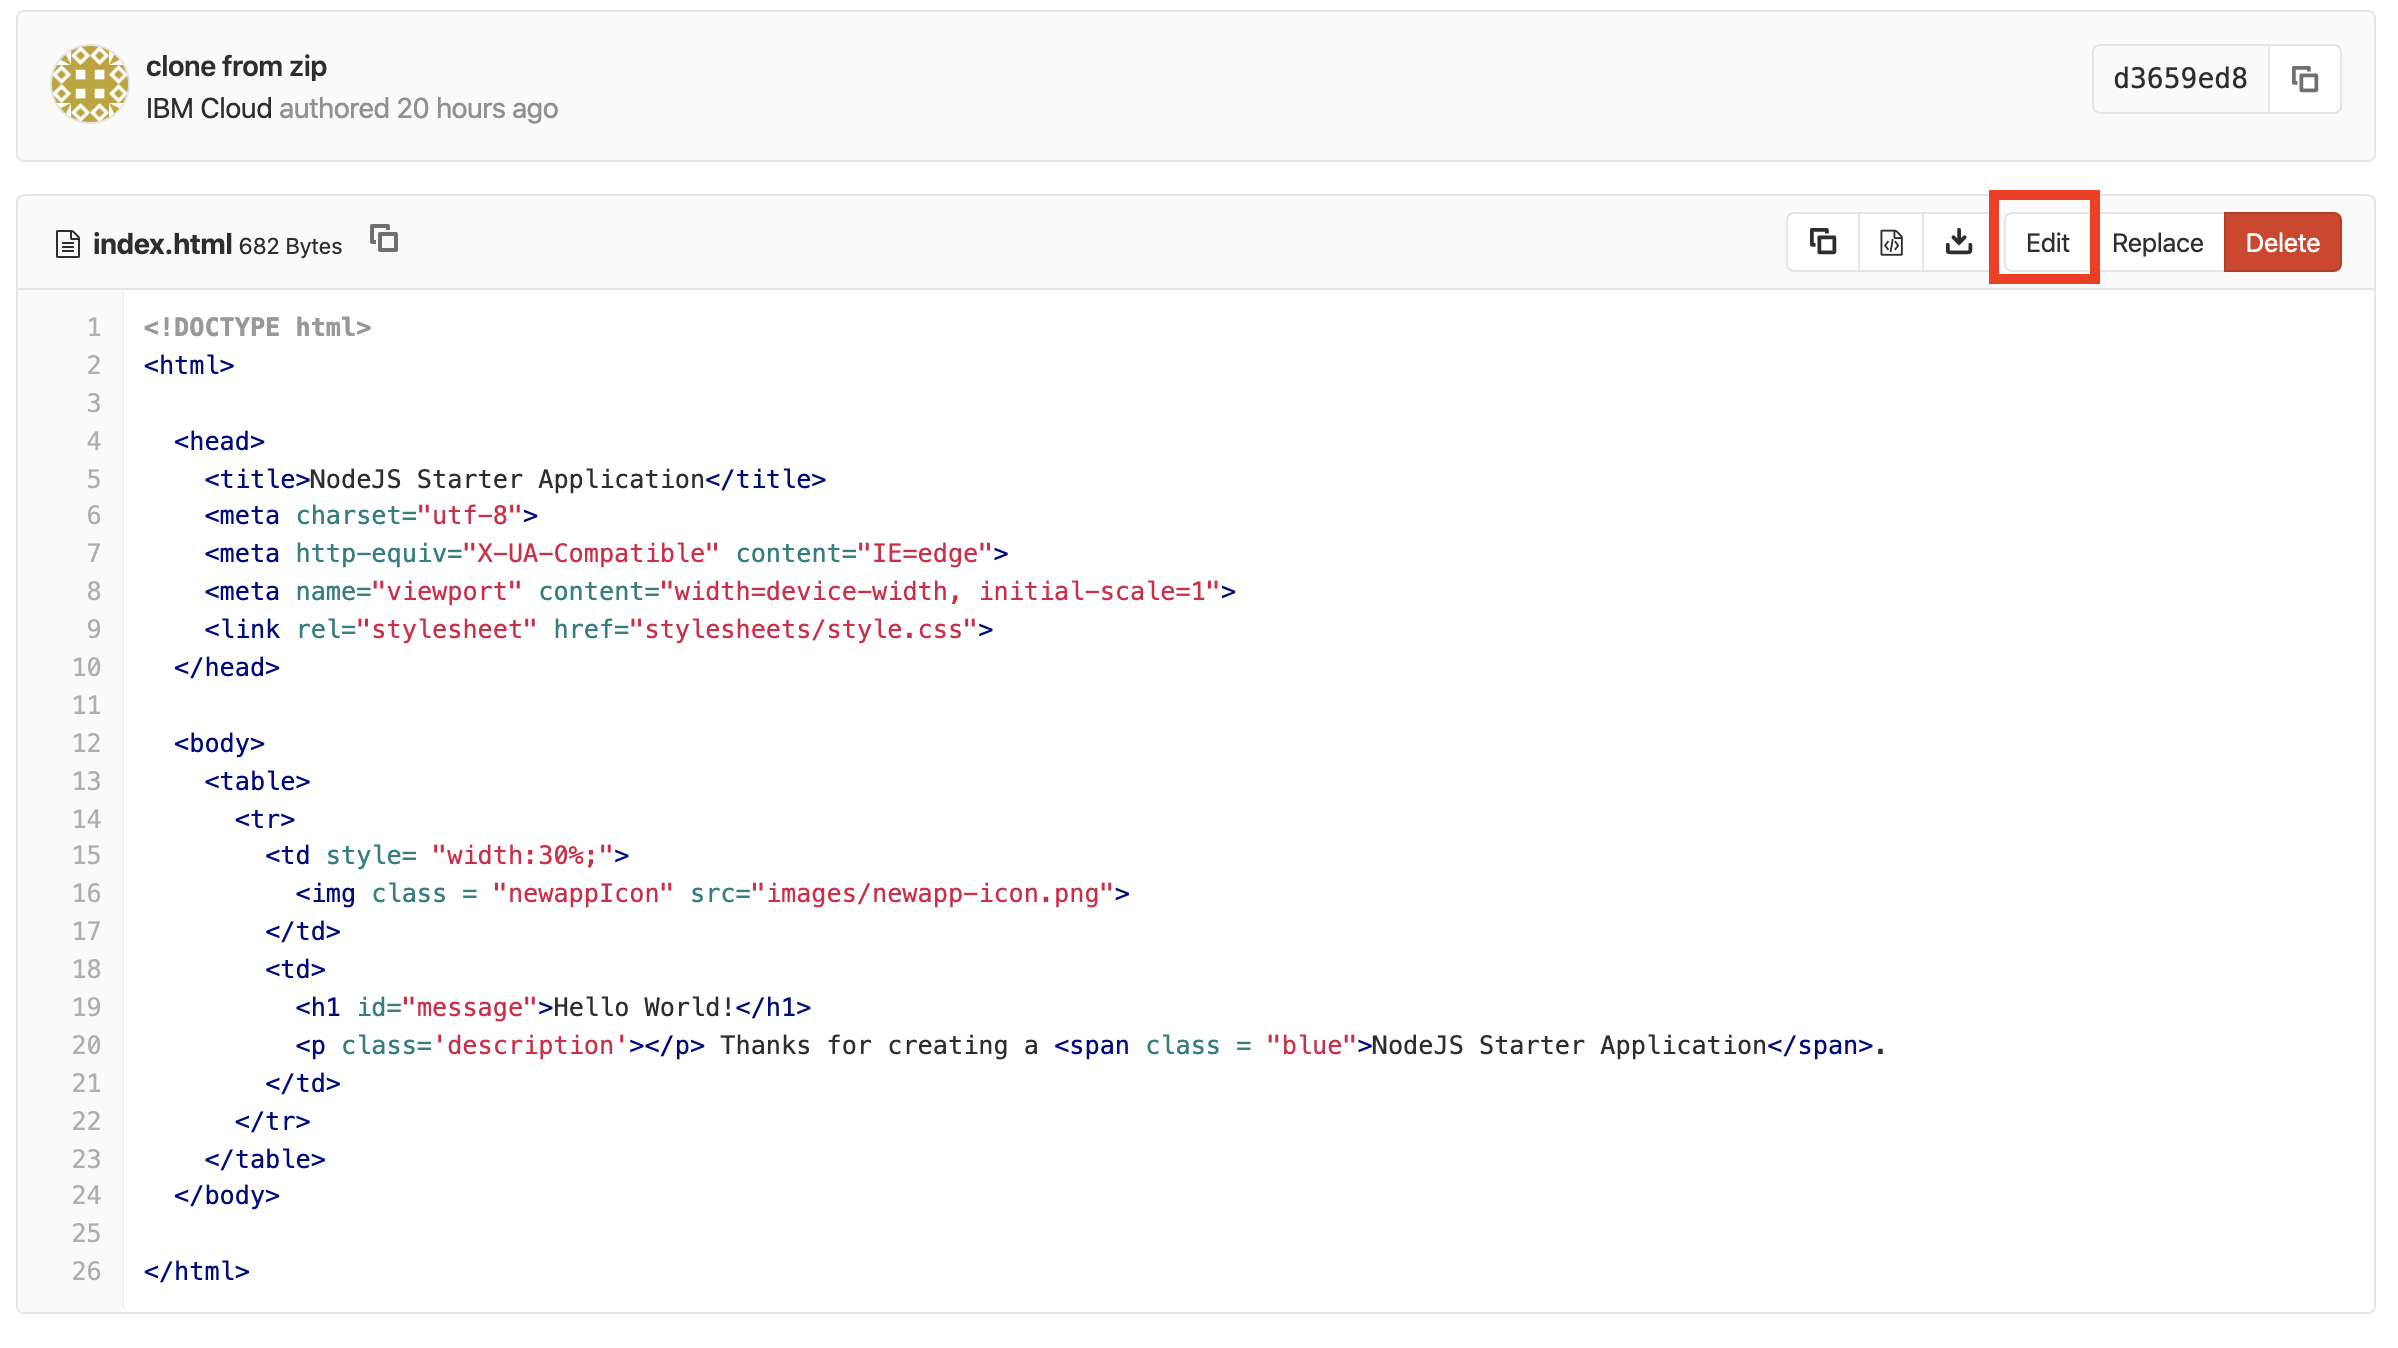 clone from zip
IBM Cloud authored 20 hours ago
d3659ed8
index.html 682 Bytes
Edit Replace Delete
1 <!DOCTYPE html>
2 <html>
3
4   <head>
5     <title>NodeJS Starter Application</title>
6     <meta charset="utf-8">
7     <meta http-equiv="X-UA-Compatible" content="IE=edge">
8     <meta name="viewport" content="width=device-width, initial-scale=1">
9     <link rel="stylesheet" href="stylesheets/style.css">
10   </head>
11
12   <body>
13     <table>
14       <tr>
15         <td style= "width:30%;">
16           <img class = "newappIcon" src="images/newapp-icon.png">
17         </td>
18         <td>
19           <h1 id="message">Hello World!</h1>
20           <p class='description'></p> Thanks for creating a <span class = "blue">NodeJS Starter Application</span>.
21         </td>
22       </tr>
23     </table>
24   </body>
25
26 </html>